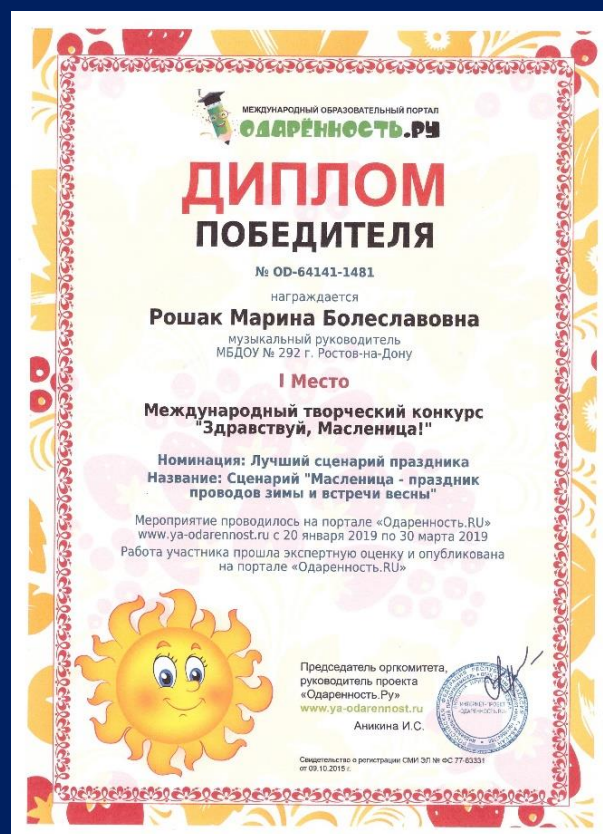 МЕЖДУНАРОДНЫЙ ОБРАЗОВАТЕЛЬНЫЙ ПОРТАЛ
ОДАРЁННОСТЬ.РУ
ДИПЛОМ
ПОБЕДИТЕЛЯ
№ OD-64141-1481
награждается
Рошак Марина Болеславовна
музыкальный руководитель
МБДОУ № 292 г. Ростов-на-Дону
I Место
Международный творческий конкурс
"Здравствуй, Масленица!"
Номинация: Лучший сценарий праздника
Название: Сценарий "Масленица - праздник
проводов зимы и встречи весны"
Мероприятие проводилось на портале «Одаренность.RU»
www.ya-odarennost.ru с 20 января 2019 по 30 марта 2019
Работа участника прошла экспертную оценку и опубликована
на портале «Одаренность.RU»
Председатель оргкомитета,
руководитель проекта
«Одаренность.Ру»
www.ya-odarennost.ru
Аникина И.С.
ИНТЕРНЕТ-ПРОЕКТ
«ОДАРЕННОСТЬ.РУ»
Свидетельство о регистрации СМИ ЭЛ № ФС 77-63331
от 09.10.2015 г.